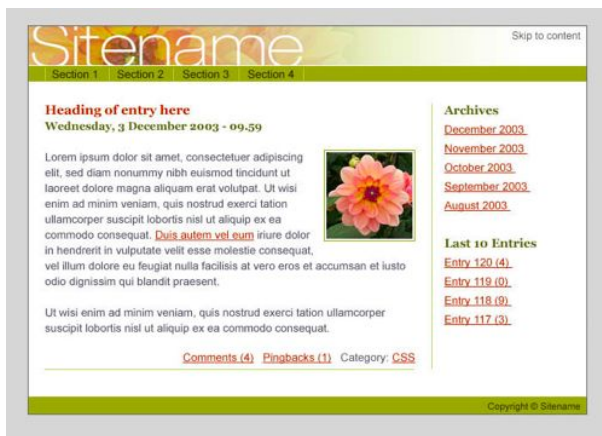 Sitename
Skip to content
Section 1 Section 2 Section 3 Section 4
Heading of entry here
Wednesday, 3 December 2003 - 09.59
Lorem ipsum dolor sit amet, consectetuer adipiscing
elit, sed diam nonummy nibh euismod tincidunt ut
laoreet dolore magna aliquam erat volutpat. Ut wisi
enim ad minim veniam, quis nostrud exerci tation
ullamcorper suscipit lobortis nisl ut aliquip ex ea
commodo consequat. Duis autem vel eum iriure dolor
in hendrerit in vulputate velit esse molestie consequat,
vel illum dolore eu feugiat nulla facilisis at vero eros et accumsan et iusto
odio dignissim qui blandit praesent.
Ut wisi enim ad minim veniam, quis nostrud exerci tation ullamcorper
suscipit lobortis nisl ut aliquip ex ea commodo consequat.
Comments (4) Pingbacks (1) Category: CSS
Archives
December 2003
November 2003
October 2003
September 2003
August 2003
Last 10 Entries
Entry 120 (4)
Entry 119 (0)
Entry 118 (9)
Entry 117 (3)
Copyright © Sitename